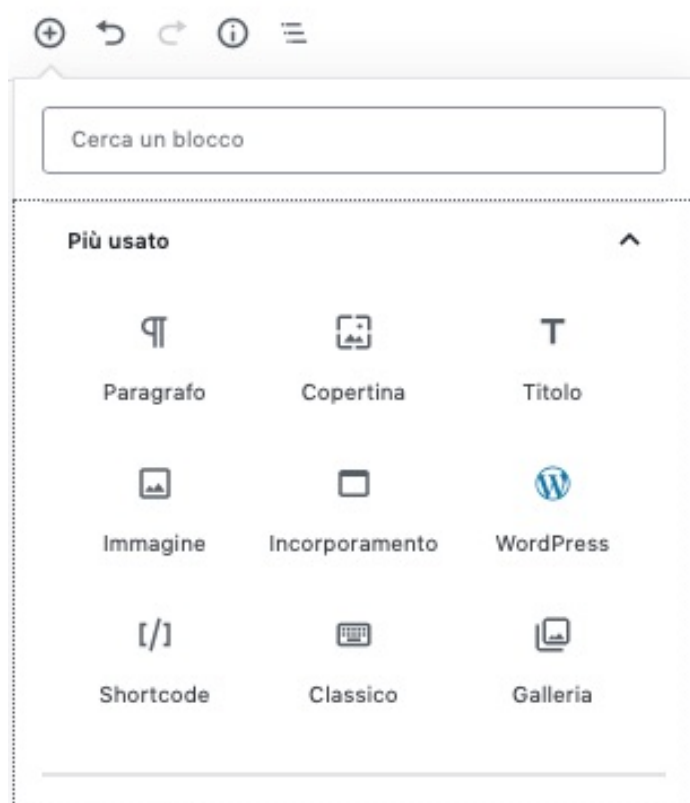 Cerca un blocco
Più usato
Paragrafo Copertina Titolo
Immagine Incorporamento WordPress
[/]
Shortcode Classico Galleria